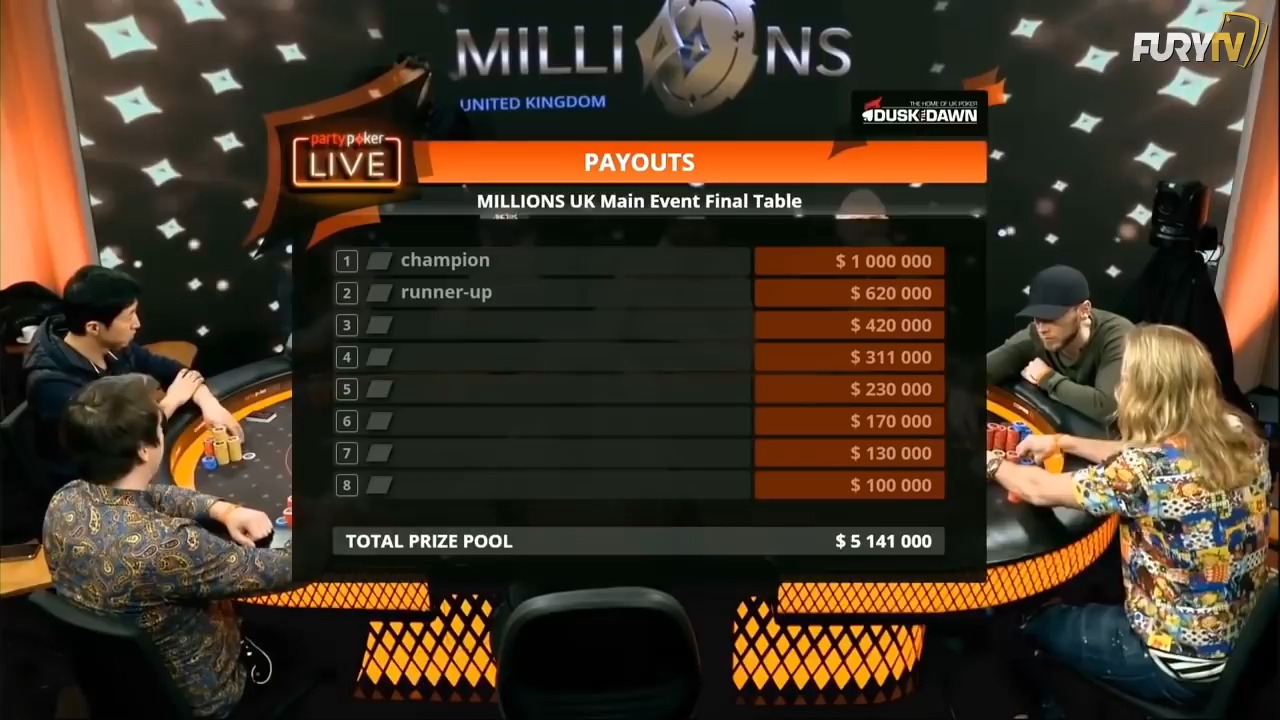 MILLIONS
UNITED KINGDOM
FURYTV
THE HOME OF UK POKER
DUSK TILL DAWN
partypoker
LIVE
PAYOUTS
MILLIONS UK Main Event Final Table
1 champion $ 1 000 000
2 runner-up $ 620 000
3 $ 420 000
4 $ 311 000
5 $ 230 000
6 $ 170 000
7 $ 130 000
8 $ 100 000
TOTAL PRIZE POOL $ 5 141 000